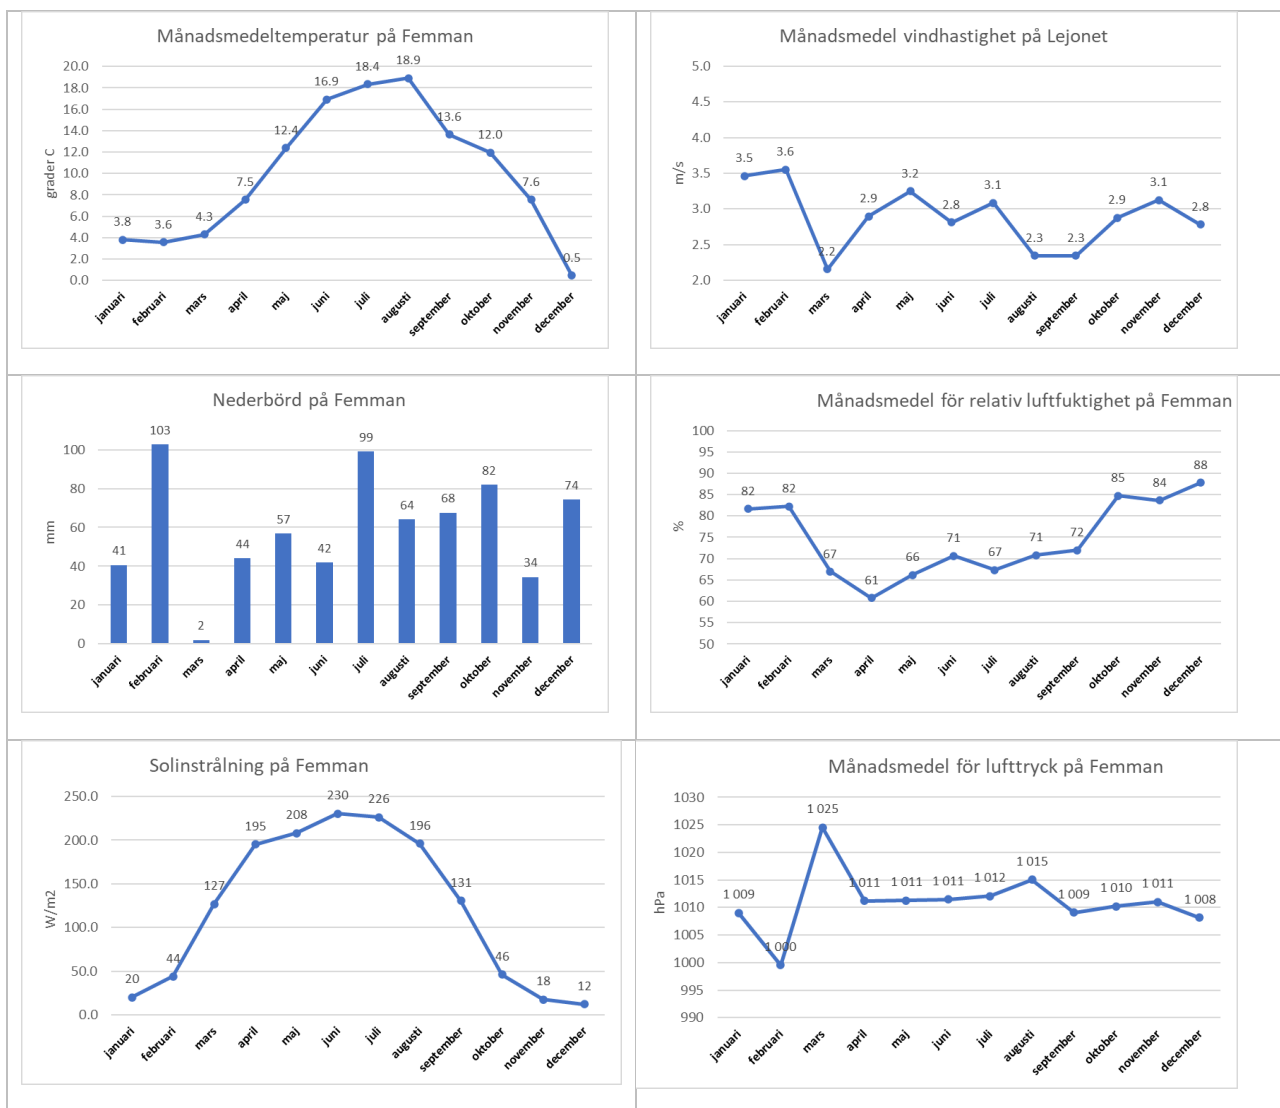 Månadsmedeltemperatur på Femman
grader C
20.0
18.0
16.0
14.0
12.0
10.0
8.0
6.0
4.0
2.0
0.0
3.8 3.6 4.3 7.5 12.4 16.9 18.4 18.9 13.6 12.0 7.6 0.5
januari februari mars april maj juni juli augusti september oktober november december
Månadsmedel vindhastighet på Lejonet
m/s
5.0
4.5
4.0
3.5
3.0
2.5
2.0
3.5 3.6 2.2 2.9 3.2 2.8 3.1 2.3 2.3 2.9 3.1 2.8
januari februari mars april maj juni juli augusti september oktober november december
Nederbörd på Femman
mm
100
80
60
40
20
0
41 103 2 44 57 42 99 64 68 82 34 74
januari februari mars april maj juni juli augusti september oktober november december
Månadsmedel för relativ luftfuktighet på Femman
%
100
95
90
85
80
75
70
65
60
55
50
82 82 67 61 66 71 67 71 72 85 84 88
januari februari mars april maj juni juli augusti september oktober november december
Solinstrålning på Femman
W/m2
250.0
200.0
150.0
100.0
50.0
0.0
20 44 127 195 208 230 226 196 131 46 18 12
januari februari mars april maj juni juli augusti september oktober november december
Månadsmedel för lufttryck på Femman
hPa
1030
1025
1020
1015
1010
1005
1000
995
990
1 009 1 000 1 025 1 011 1 011 1 011 1 012 1 015 1 009 1 010 1 011 1 008
januari februari mars april maj juni juli augusti september oktober november december